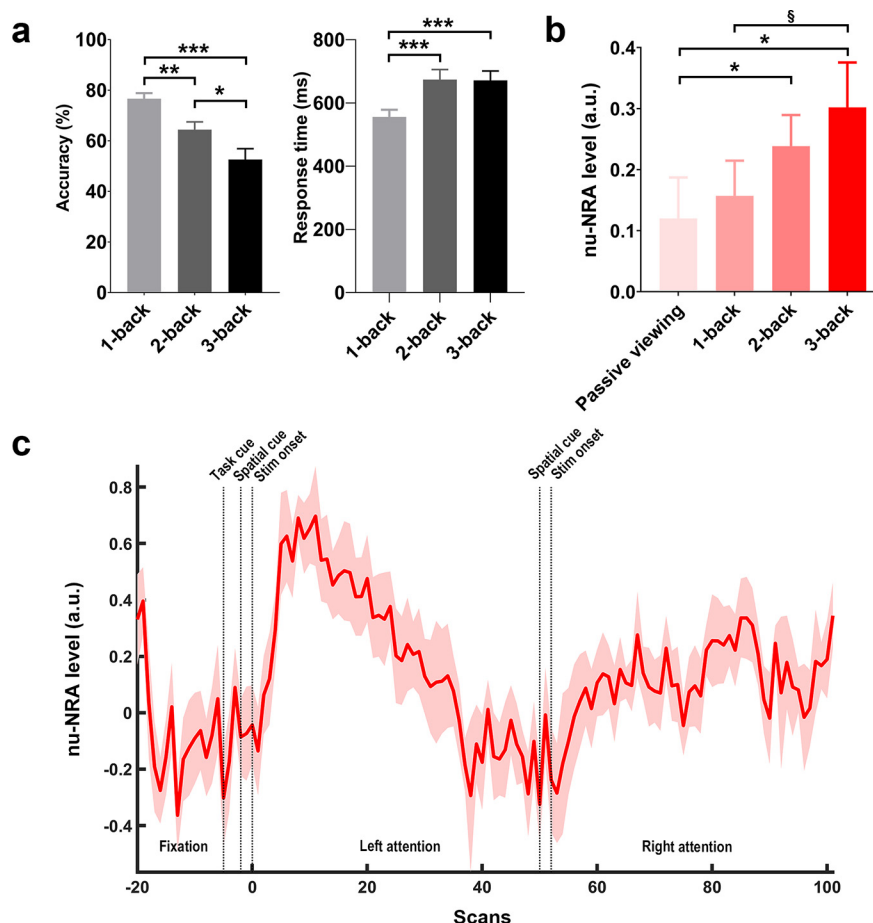 a
100
80
60
40
20
0
Accuracy (%)
***
**
*
1-back
2-back
3-back
800
600
400
200
0
Response time (ms)
***
***
1-back
2-back
3-back
b
0.4
0.3
0.2
0.1
0.0
nu-NRA level (a.u.)
§
*
*
Passive viewing
1-back
2-back
3-back
c
Task cue
Spatial cue
Stim onset
Spatial cue
Stim onset
0.8
0.6
0.4
0.2
0
-0.2
-0.4
nu-NRA level (a.u.)
Fixation
Left attention
Right attention
-20
0
20
40
60
80
100
Scans